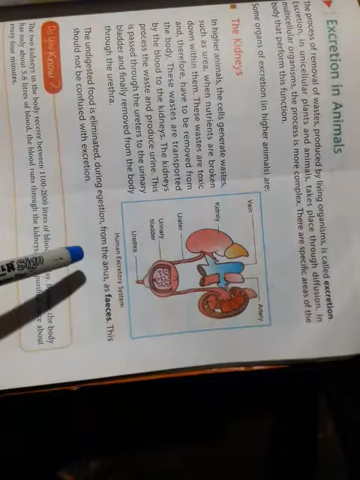 Excretion in Animals
The process of removal of wastes, produced by living organisms, is called excretion.
Excretion, in unicellular plants and animals, takes place through diffusion. In
multicellular organisms, the process is more complex. There are specific areas of the
body that perform this function.
Some organs of excretion (in higher animals) are:
The Kidneys
In higher animals, the cells generate wastes,
such as urea, when nutrients are broken
down within them. These wastes are toxic
and, therefore, have to be removed from
the body. These wastes are transported
by the blood to the kidneys. The kidneys
process the waste and produce urine. This
is passed through the ureters to the urinary
bladder and finally removed from the body
through the urethra.
Vein
Artery
Kidney
Ureter
Urinary
bladder
Urethra
Human Excretory System
The undigested food is eliminated, during egestion, from the anus, as faeces. This
should not be confused with excretion.
Do You Know?
The two kidneys in the body receive between 1100-2000 litres of blood the body
has only about 5.6 litres of blood, the blood runs through the kidneys about
every four minutes.